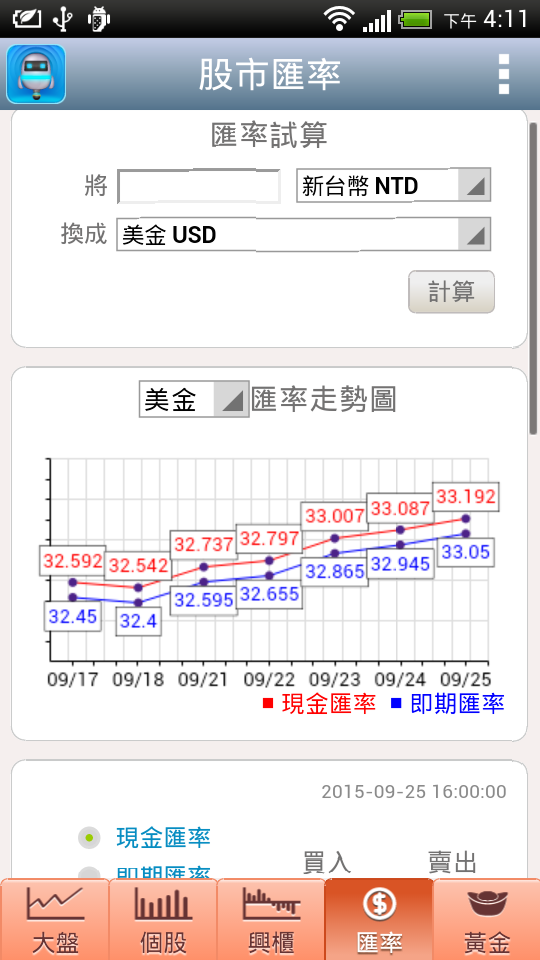 下午 4:11
股市匯率
匯率試算
將 新台幣 NTD
換成 美金 USD
計算
美金 匯率走勢圖
33.192
33.087
33.007
32.797
32.737
32.592 32.542
33.05
32.945
32.865
32.655
32.595
32.45 32.4
09/17 09/18 09/21 09/22 09/23 09/24 09/25
現金匯率 即期匯率
2015-09-25 16:00:00
現金匯率
買入 賣出
即期匯率
大盤 個股 興櫃 匯率 黃金